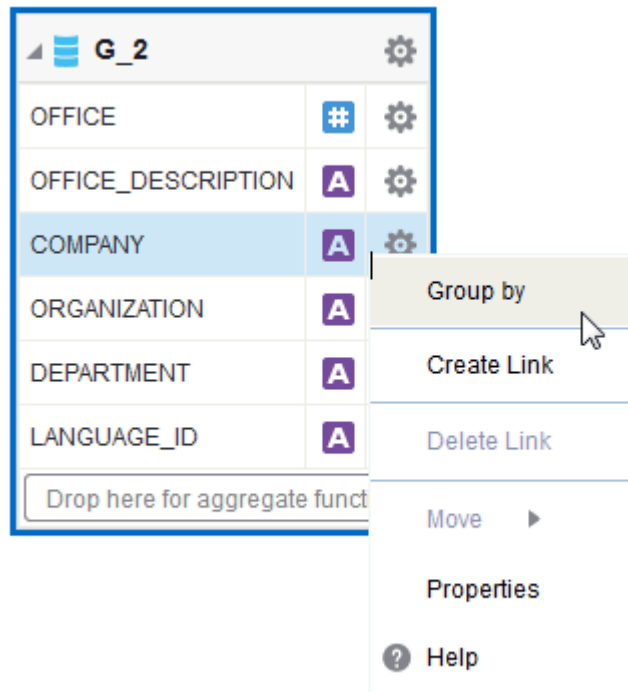 G_2
OFFICE #
OFFICE_DESCRIPTION A
COMPANY A
ORGANIZATION A
DEPARTMENT A
LANGUAGE_ID A
Drop here for aggregate funct
Group by
Create Link
Delete Link
Move
Properties
? Help